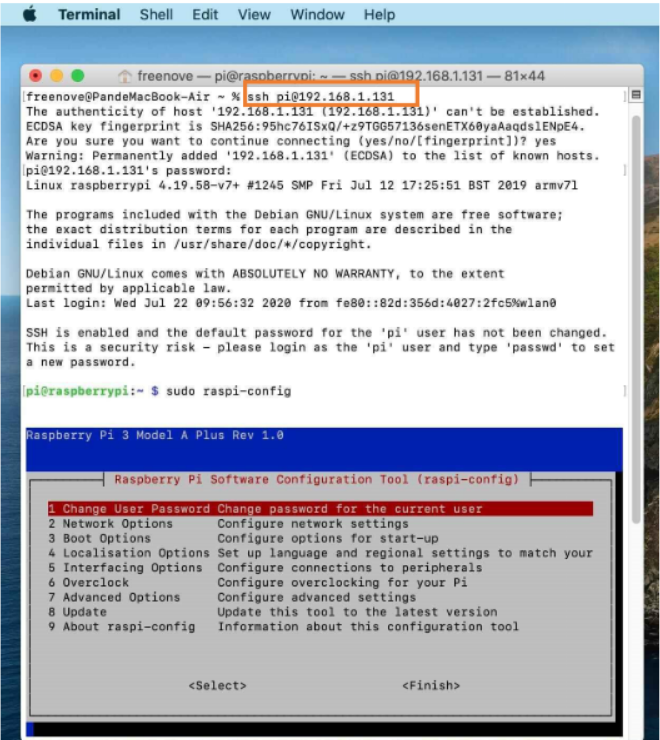 Terminal Shell Edit View Window Help
freenove — pi@raspberrypi: ~ — ssh pi@192.168.1.131 — 81×44
[freenove@PandeMacBook-Air ~ % ssh pi@192.168.1.131 ]
The authenticity of host '192.168.1.131 (192.168.1.131)' can't be established.
ECDSA key fingerprint is SHA256:95hc76ISxQ/+z9TGG57136senETX60yaAaqdslENpE4.
Are you sure you want to continue connecting (yes/no/[fingerprint])? yes
Warning: Permanently added '192.168.1.131' (ECDSA) to the list of known hosts.
[pi@192.168.1.131's password: ]
Linux raspberrypi 4.19.58-v7+ #1245 SMP Fri Jul 12 17:25:51 BST 2019 armv7l
The programs included with the Debian GNU/Linux system are free software;
the exact distribution terms for each program are described in the
individual files in /usr/share/doc/*/copyright.
Debian GNU/Linux comes with ABSOLUTELY NO WARRANTY, to the extent
permitted by applicable law.
Last login: Wed Jul 22 09:56:32 2020 from fe80::82d:356d:4027:2fc5%wlan0
SSH is enabled and the default password for the 'pi' user has not been changed.
This is a security risk - please login as the 'pi' user and type 'passwd' to set
a new password.
[pi@raspberrypi:~ $ sudo raspi-config ]
Raspberry Pi 3 Model A Plus Rev 1.0
Raspberry Pi Software Configuration Tool (raspi-config)
1 Change User Password Change password for the current user
2 Network Options Configure network settings
3 Boot Options Configure options for start-up
4 Localisation Options Set up language and regional settings to match your
5 Interfacing Options Configure connections to peripherals
6 Overclock Configure overclocking for your Pi
7 Advanced Options Configure advanced settings
8 Update Update this tool to the latest version
9 About raspi-config Information about this configuration tool
<Select> <Finish>